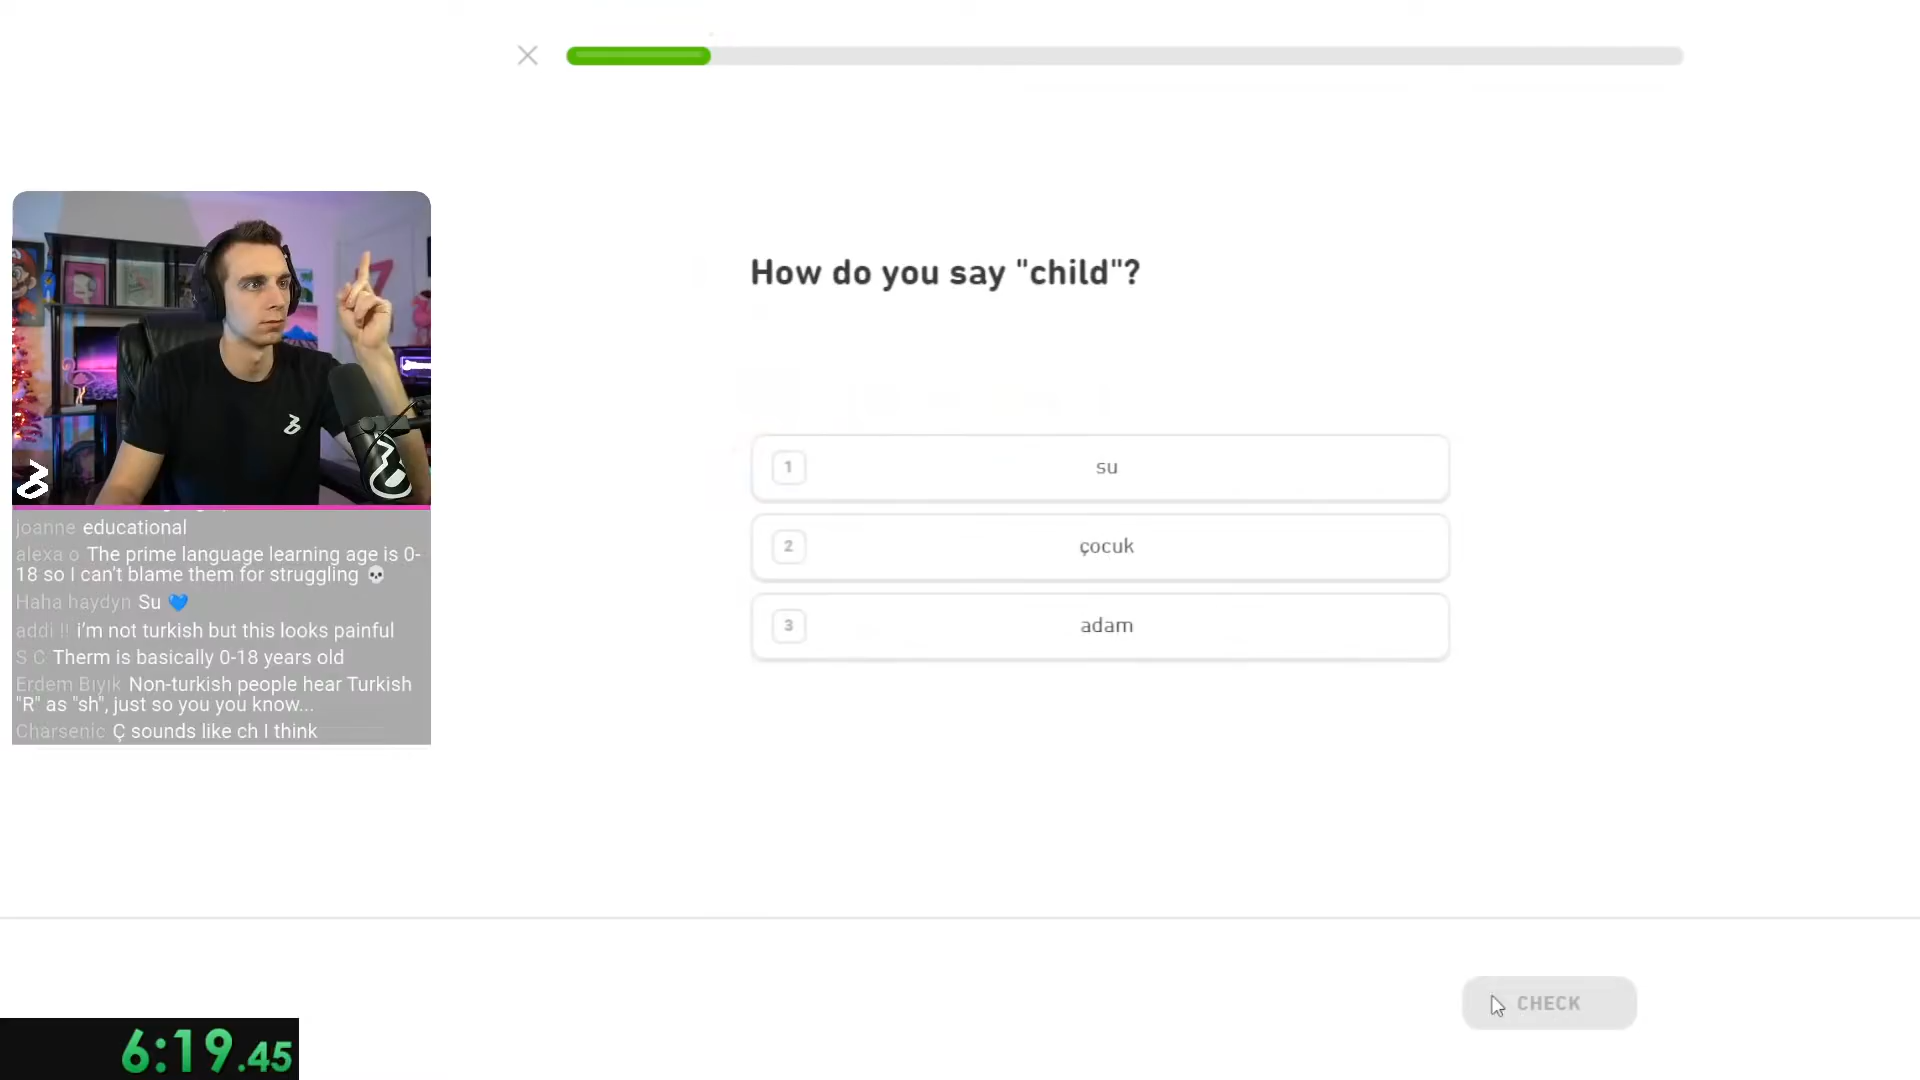 How do you say "child"?
1 su
2 çocuk
3 adam
CHECK
joanne educational
alexa o The prime language learning age is 0-
18 so I can't blame them for struggling 💀
Haha haydyn Su 💙
addi !! i'm not turkish but this looks painful
S C Therm is basically 0-18 years old
Erdem Bıyık Non-turkish people hear Turkish
"R" as "sh", just so you you know...
Charsenic Ç sounds like ch I think
6:19.45